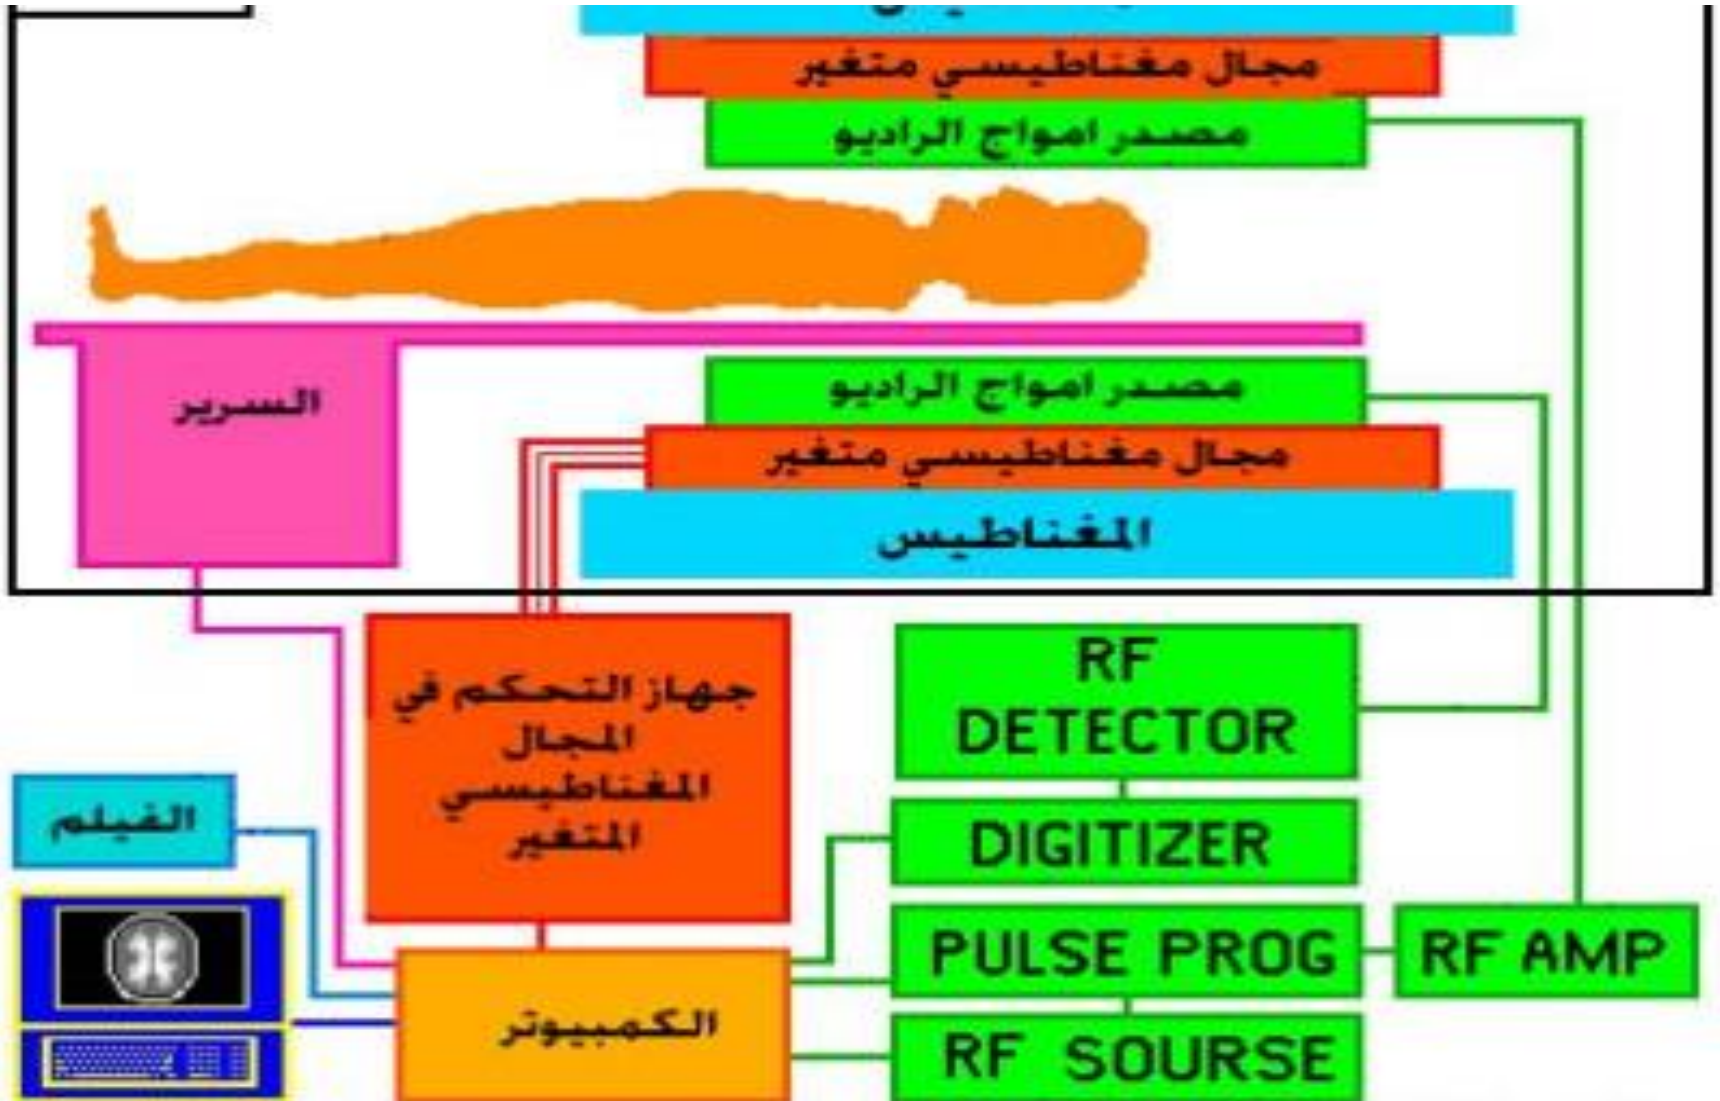 مجال مغناطيسي متغير
مصدر امواج الراديو
مصدر امواج الراديو
السرير
مجال مغناطيسي متغير
المغناطيس
جهاز التحكم في
المجال
المغناطيسي
المتغير
RF
DETECTOR
الفيلم
DIGITIZER
PULSE PROG
RF AMP
الكمبيوتر
RF SOURSE